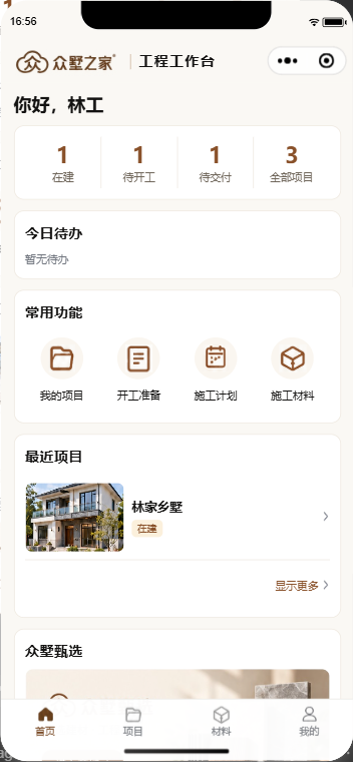 16:56
众墅之家 工程工作台
你好，林工
1 1 1 3
在建 待开工 待交付 全部项目
今日待办
暂无待办
常用功能
我的项目 开工准备 施工计划 施工材料
最近项目
林家乡墅
在建
显示更多
众墅甄选
首页 项目 材料 我的